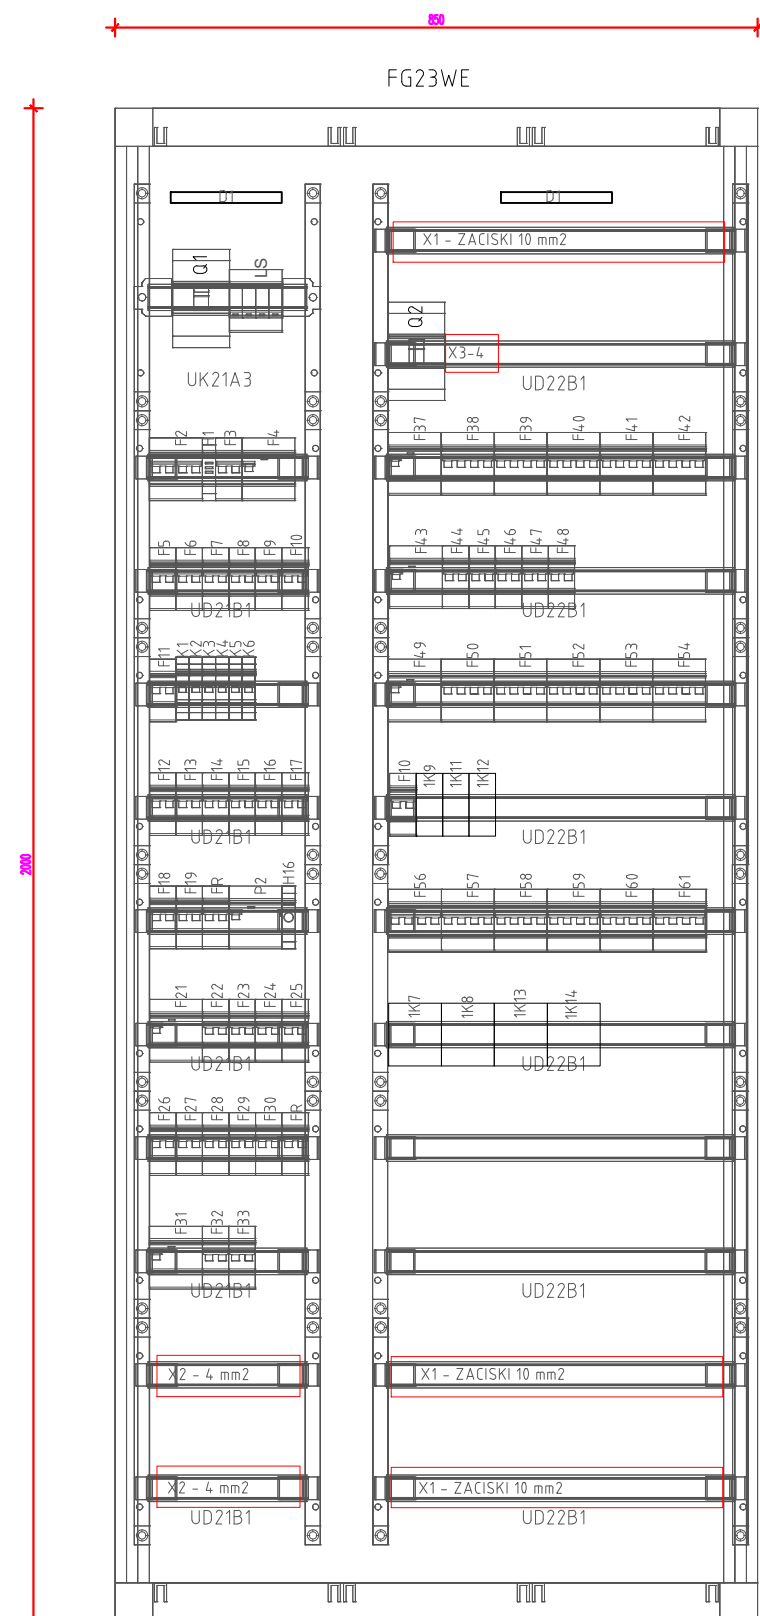 850
FG23WE
D1 D1
X1 - ZACISKI 10 mm2
Q1 LS
Q2
X3-4
UK21A3 UD22B1
F2 F1 F3 F4 F37 F38 F39 F40 F41 F42
F5 F6 F7 F8 F9 F10 F43 F44 F45 F46 F47 F48
UD21B1 UD22B1
F11 K1 K2 K3 K4 K5 K6 F49 F50 F51 F52 F53 F54
F12 F13 F14 F15 F16 F17 F10 1K9 1K11 1K12
UD21B1 UD22B1
2000
F18 F19 FR P2 H16 F56 F57 F58 F59 F60 F61
F21 F22 F23 F24 F25 1K7 1K8 1K13 1K14
UD21B1 UD22B1
F26 F27 F28 F29 F30 FR
F31 F32 F33
UD21B1 UD22B1
X2 - 4 mm2 X1 - ZACISKI 10 mm2
X2 - 4 mm2 X1 - ZACISKI 10 mm2
UD21B1 UD22B1